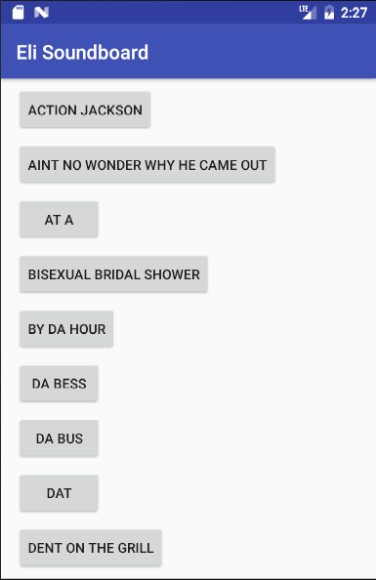 LTE 2:27
Eli Soundboard
ACTION JACKSON
AINT NO WONDER WHY HE CAME OUT
AT A
BISEXUAL BRIDAL SHOWER
BY DA HOUR
DA BESS
DA BUS
DAT
DENT ON THE GRILL